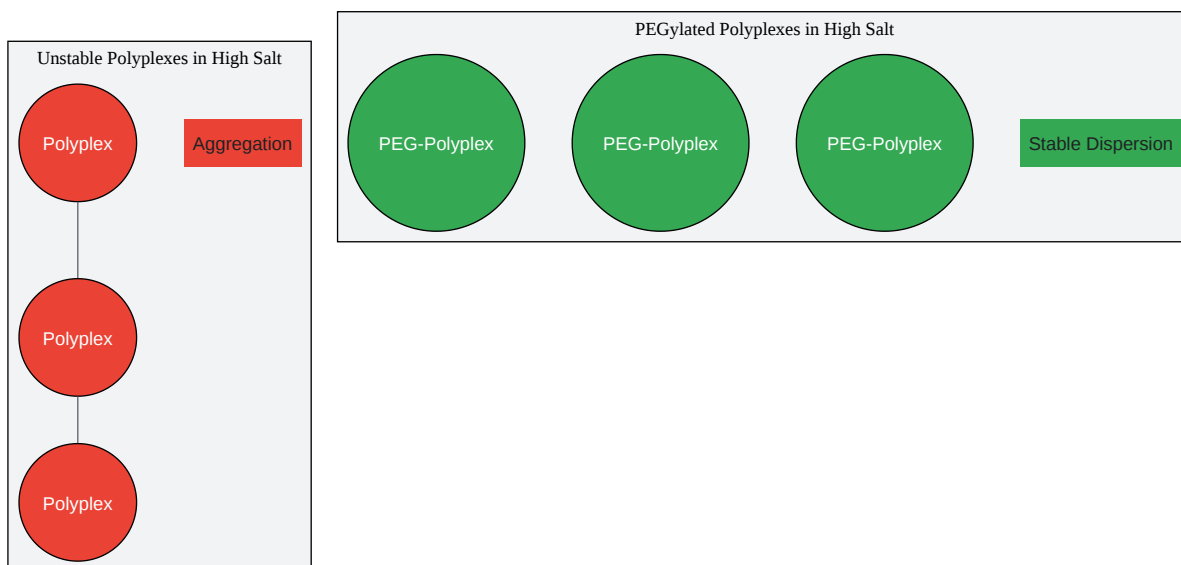 Unstable Polyplexes in High Salt
Polyplex
Aggregation
Polyplex
Polyplex
PEGylated Polyplexes in High Salt
PEG-Polyplex
PEG-Polyplex
PEG-Polyplex
Stable Dispersion